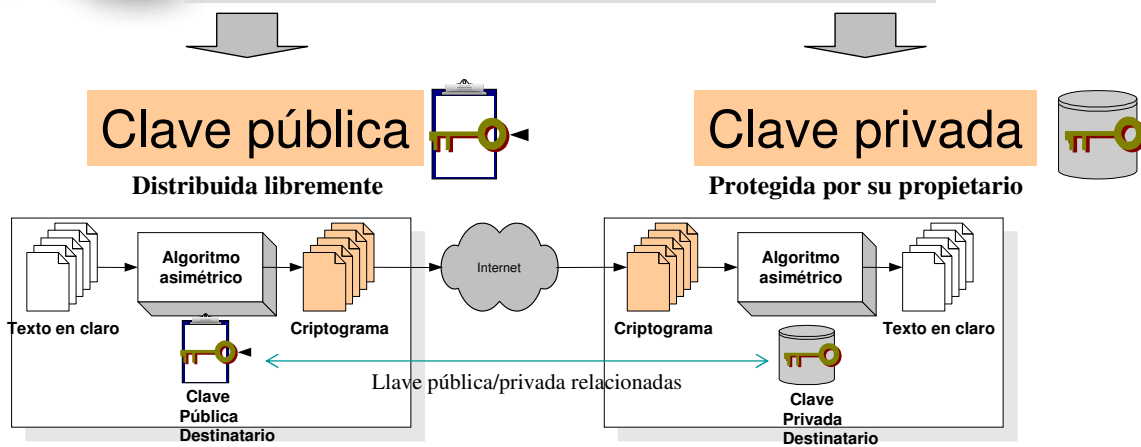 Clave pública
Clave privada
Distribuida libremente
Protegida por su propietario
Algoritmo
asimétrico
Texto en claro
Criptograma
Internet
Algoritmo
asimétrico
Criptograma
Texto en claro
Llave pública/privada relacionadas
Clave
Pública
Destinatario
Clave
Privada
Destinatario